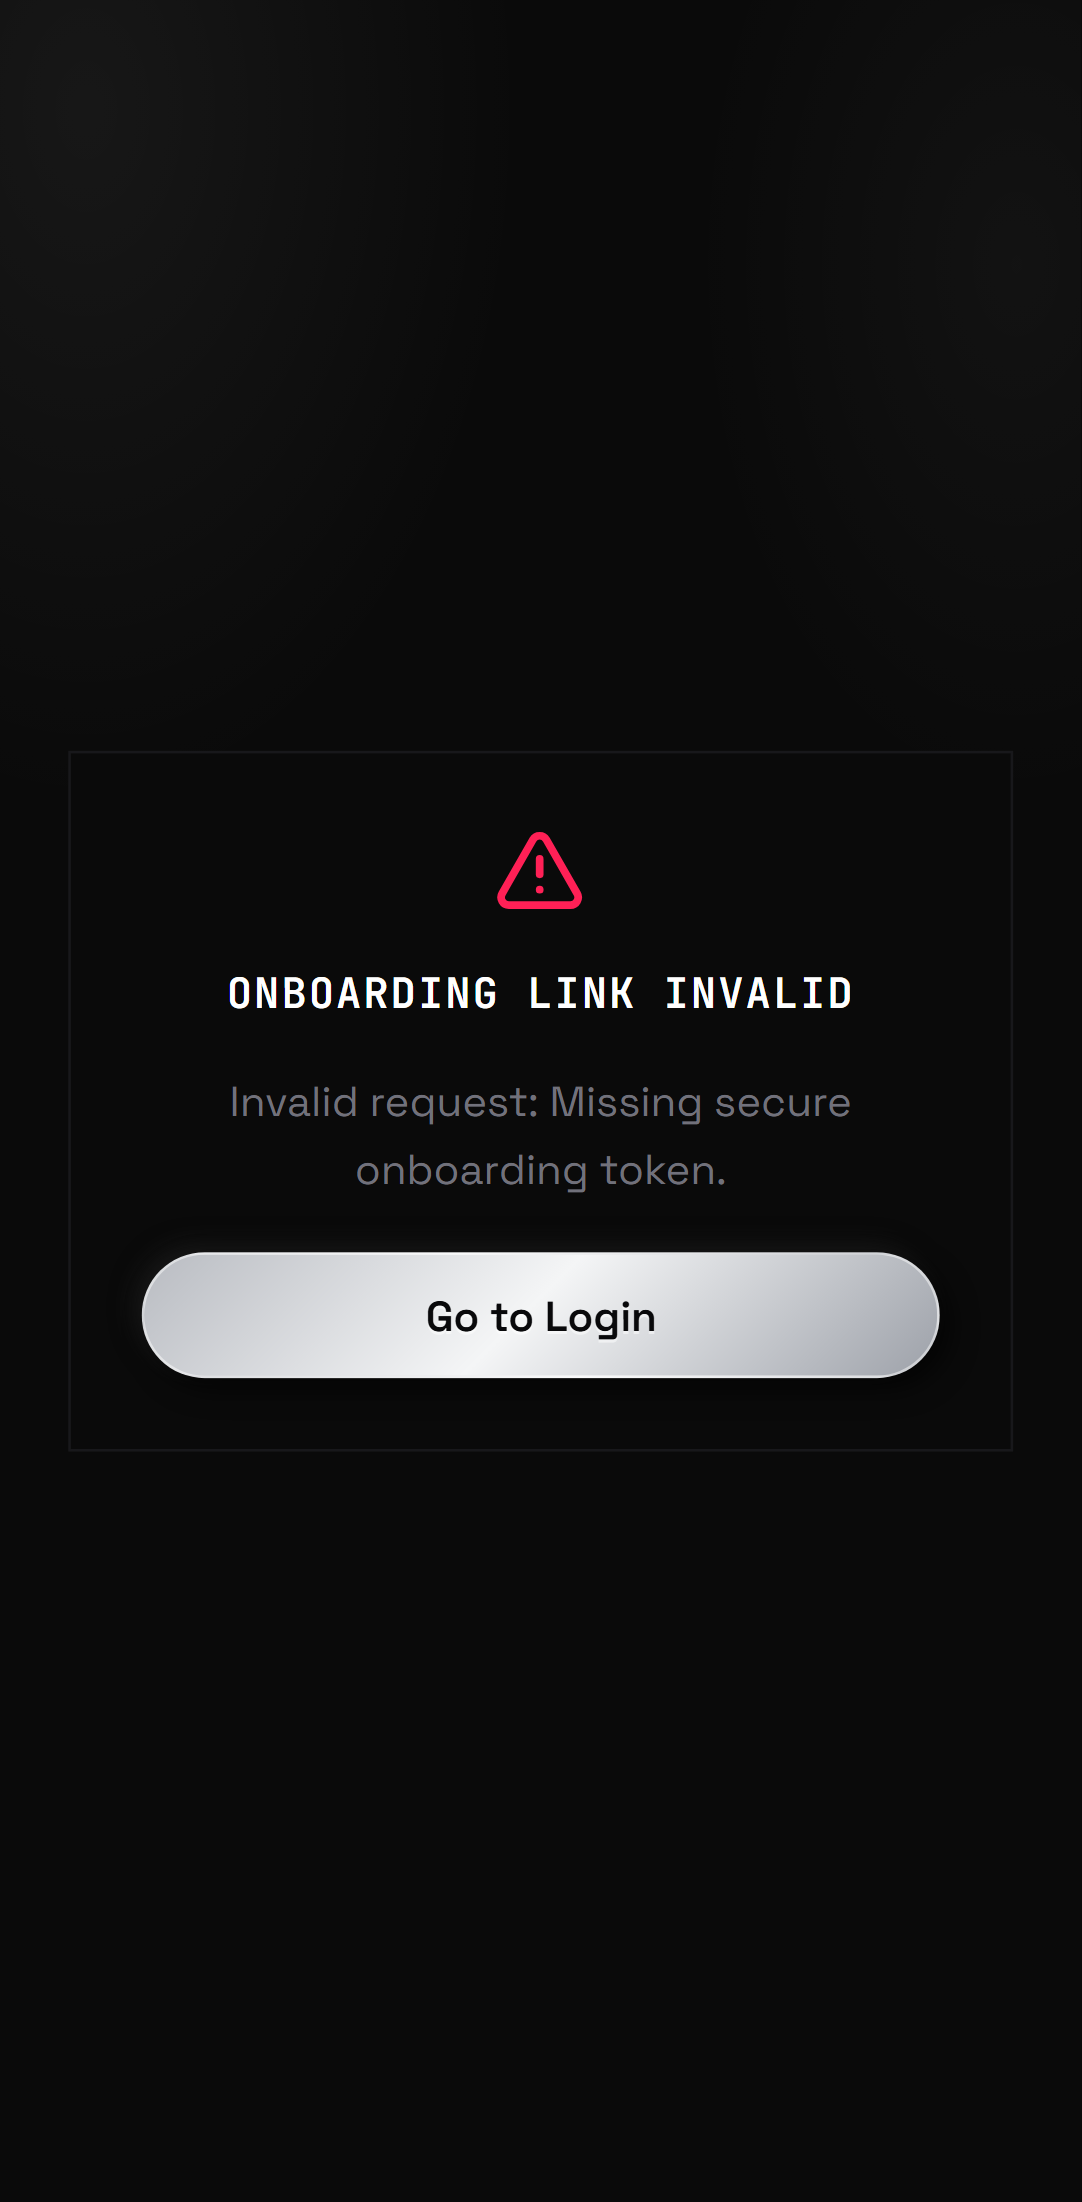 ONBOARDING LINK INVALID
Invalid request: Missing secure
onboarding token.
Go to Login